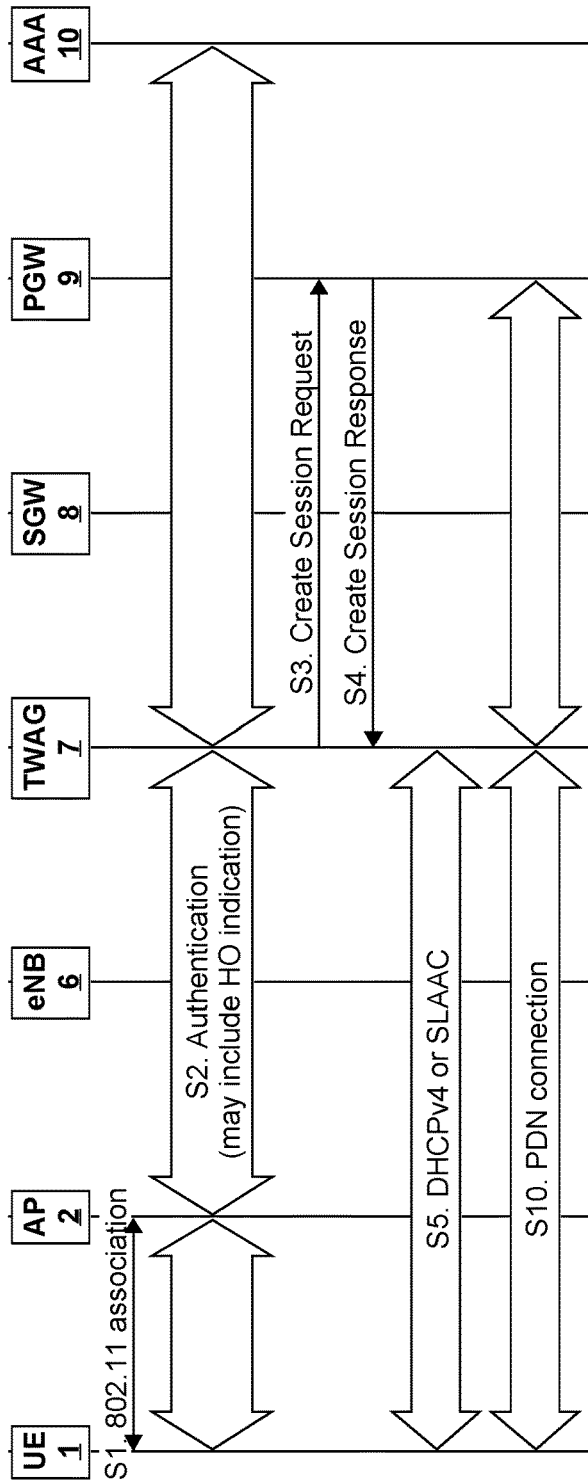 UE
1
AP
2
eNB
6
TWAG
7
SGW
8
PGW
9
AAA
10
S1. 802.11 association
S2. Authentication
(may include HO indication)
S3. Create Session Request
S4. Create Session Response
S5. DHCPv4 or SLAAC
S10. PDN connection